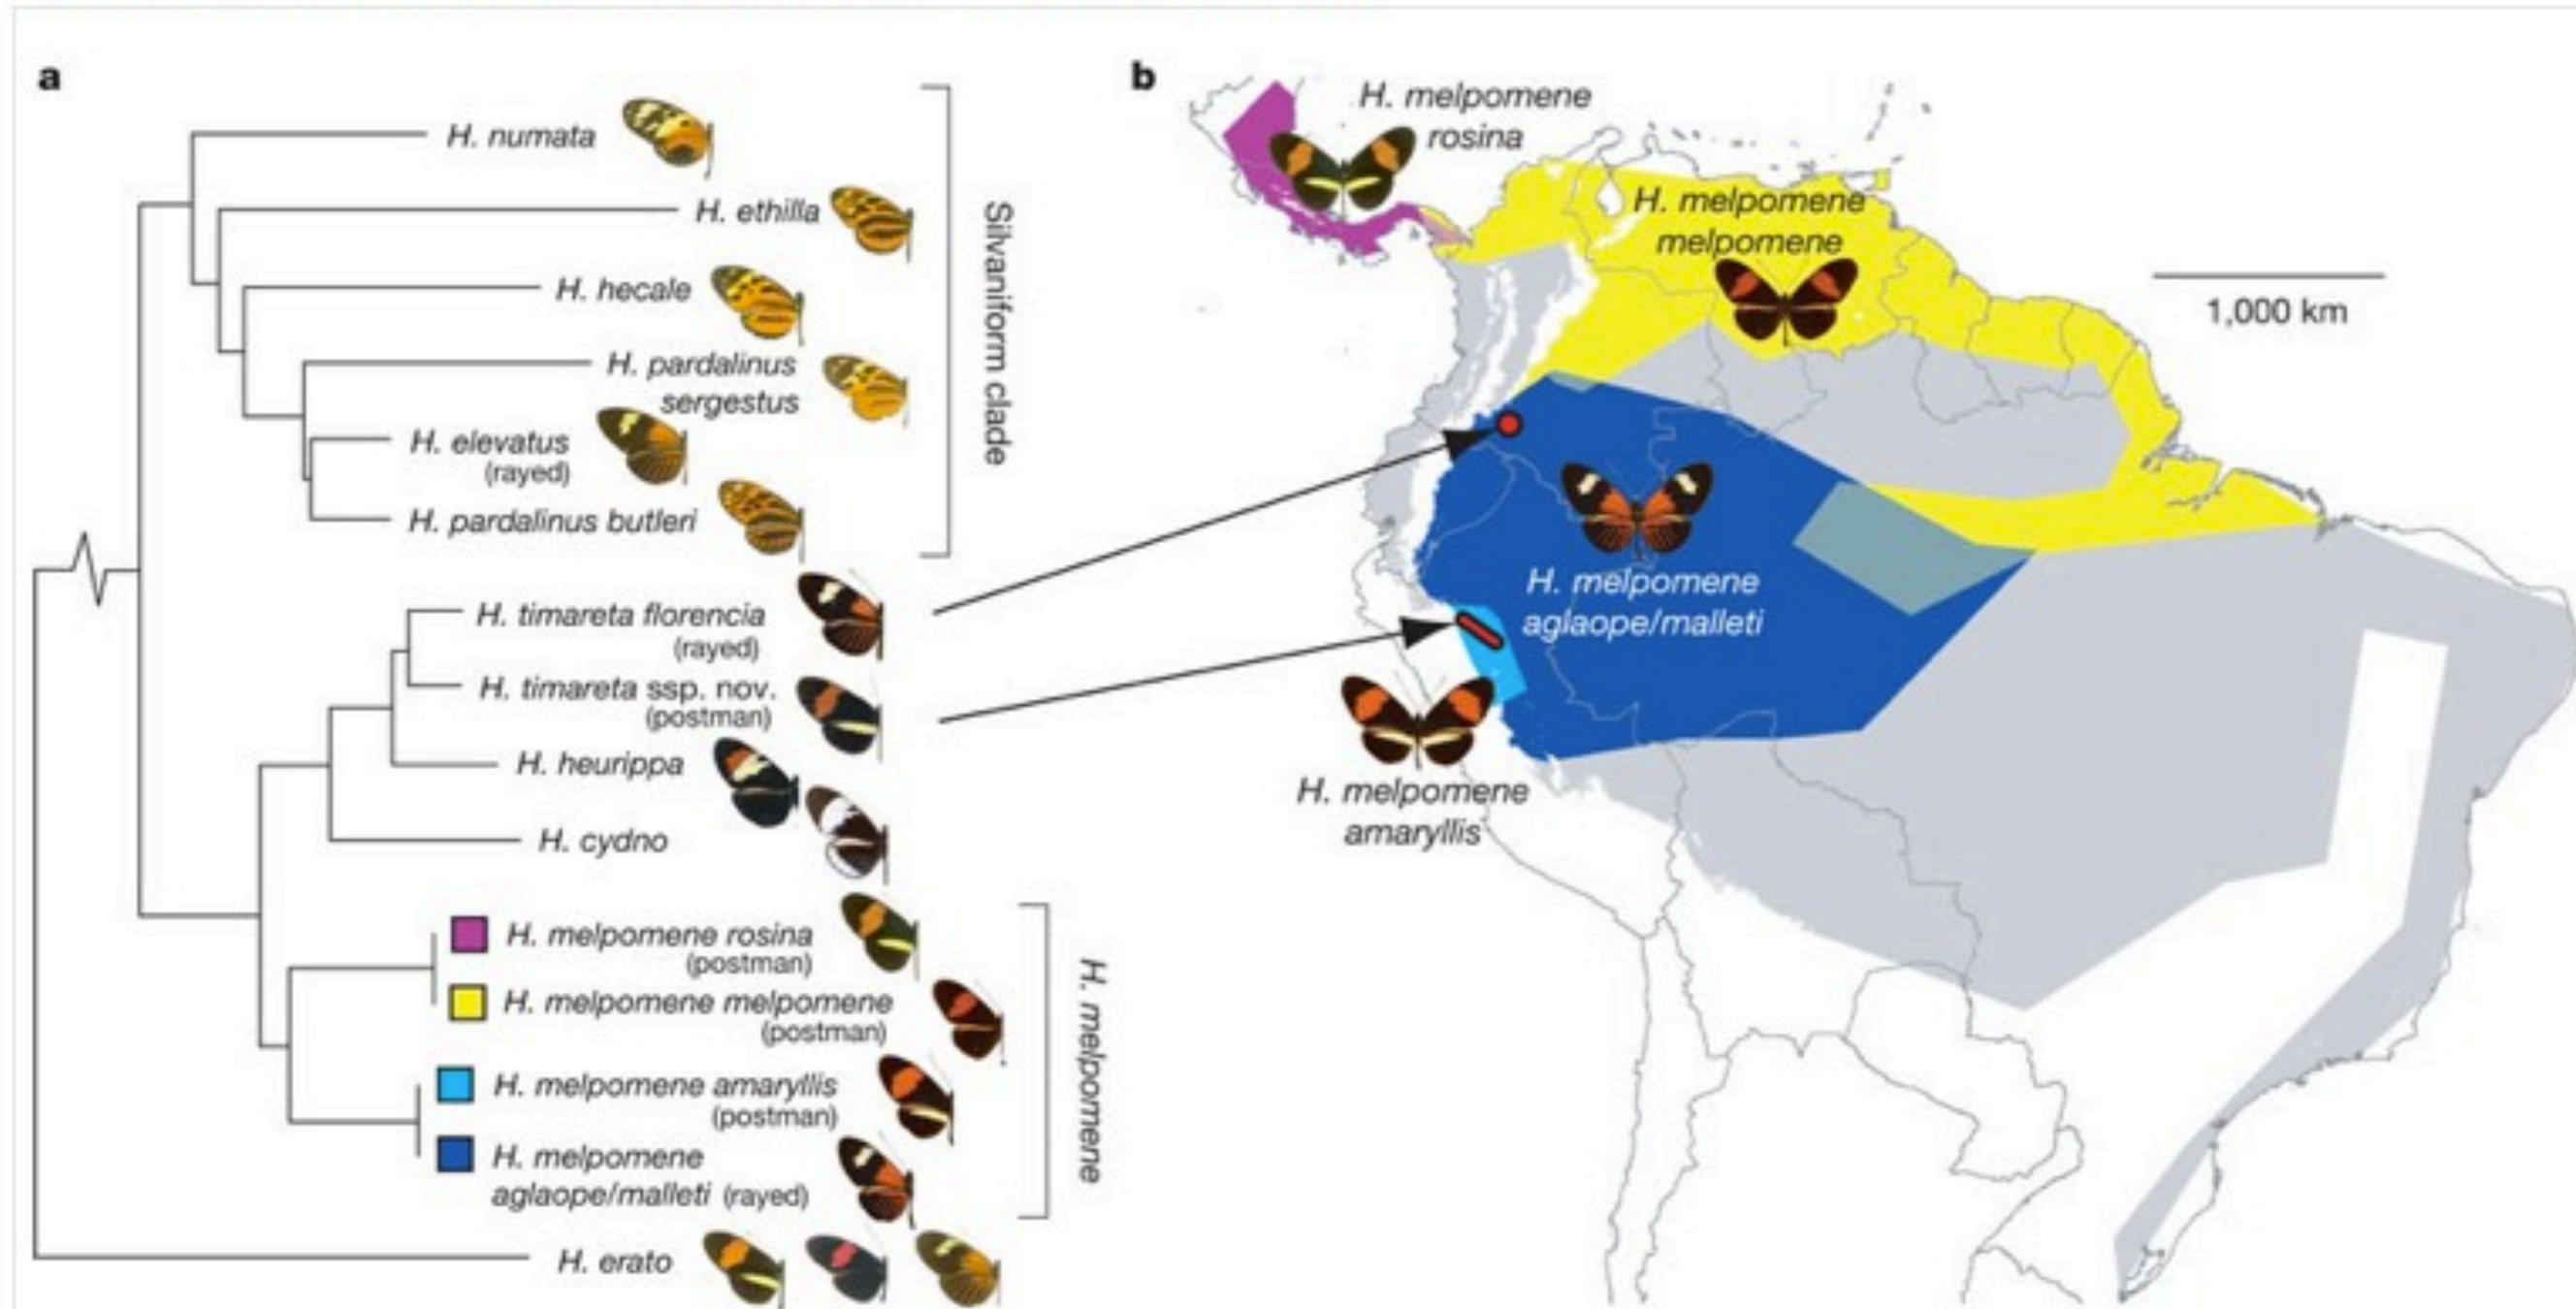 a
H. numata
H. ethilla
H. hecale
H. pardalinus
sergestus
H. elevatus
(rayed)
H. pardalinus butleri
Silvaniform clade
H. timareta florencia
(rayed)
H. timareta ssp. nov.
(postman)
H. heurippa
H. cydno
H. melpomene rosina
(postman)
H. melpomene melpomene
(postman)
H. melpomene amaryllis
(postman)
H. melpomene
aglaope/malleti (rayed)
H. melpomene
H. erato
b
H. melpomene
rosina
H. melpomene
melpomene
1,000 km
H. melpomene
aglaope/malleti
H. melpomene
amaryllis